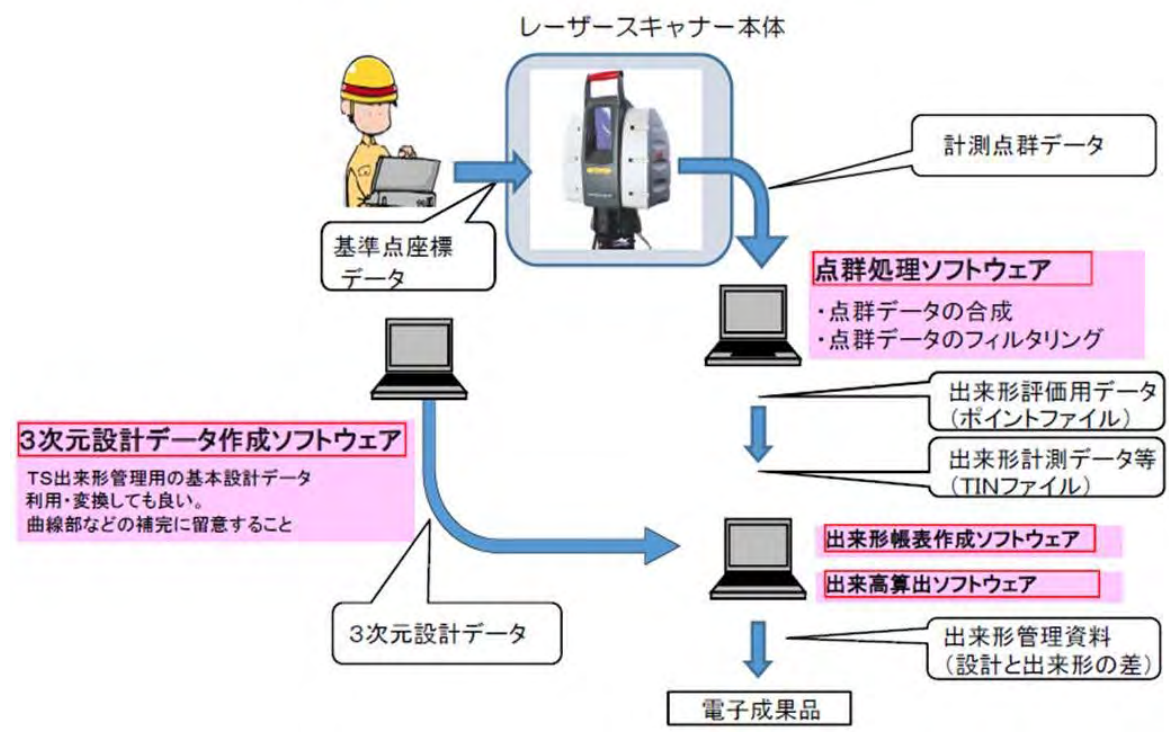 レーザースキャナー本体
計測点群データ
基準点座標
データ
点群処理ソフトウェア
・点群データの合成
・点群データのフィルタリング
出来形評価用データ
(ポイントファイル)
3次元設計データ作成ソフトウェア
TS出来形管理用の基本設計データ
利用・変換しても良い。
曲線部などの補完に留意すること
出来形計測データ等
(TINファイル)
出来形帳表作成ソフトウェア
出来高算出ソフトウェア
3次元設計データ
出来形管理資料
(設計と出来形の差)
電子成果品